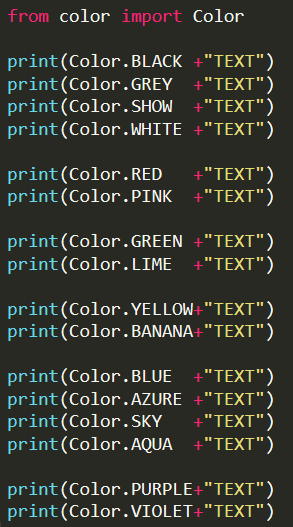 from color import Color
print(Color.BLACK +"TEXT")
print(Color.GREY  +"TEXT")
print(Color.SHOW  +"TEXT")
print(Color.WHITE +"TEXT")
print(Color.RED   +"TEXT")
print(Color.PINK  +"TEXT")
print(Color.GREEN +"TEXT")
print(Color.LIME  +"TEXT")
print(Color.YELLOW+"TEXT")
print(Color.BANANA+"TEXT")
print(Color.BLUE  +"TEXT")
print(Color.AZURE +"TEXT")
print(Color.SKY   +"TEXT")
print(Color.AQUA  +"TEXT")
print(Color.PURPLE+"TEXT")
print(Color.VIOLET+"TEXT")